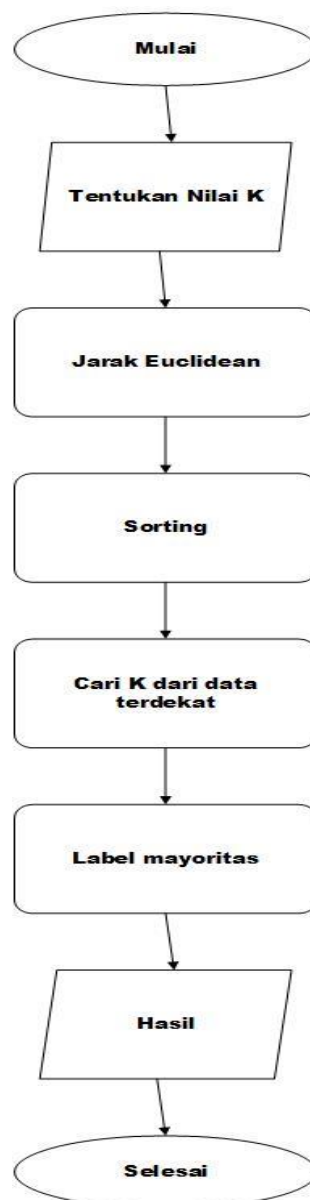 Mulai
Tentukan Nilai K
Jarak Euclidean
Sorting
Cari K dari data
terdekat
Label mayoritas
Hasil
Selesai